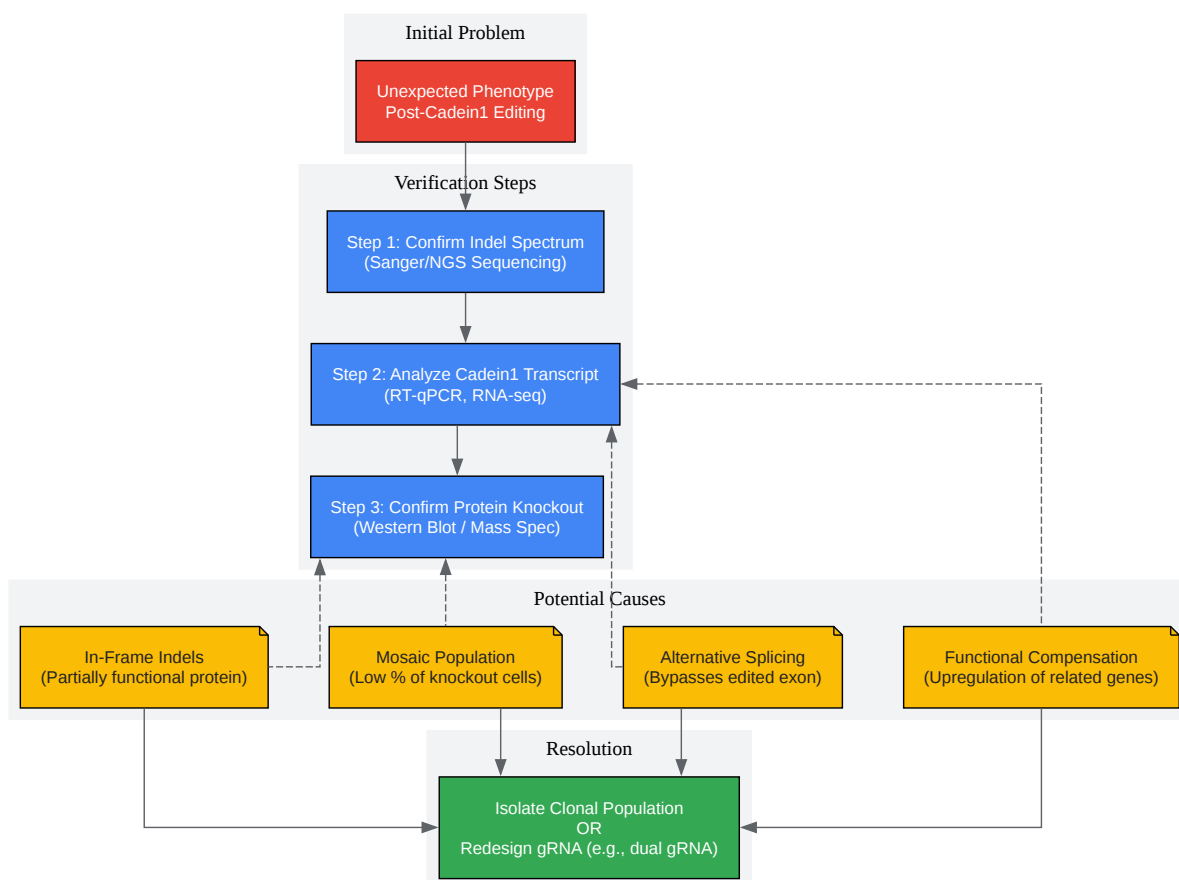 Initial Problem
Unexpected Phenotype
Post-Cadein1 Editing
Verification Steps
Step 1: Confirm Indel Spectrum
(Sanger/NGS Sequencing)
Step 2: Analyze Cadein1 Transcript
(RT-qPCR, RNA-seq)
Step 3: Confirm Protein Knockout
(Western Blot / Mass Spec)
Potential Causes
In-Frame Indels
(Partially functional protein)
Mosaic Population
(Low % of knockout cells)
Alternative Splicing
(Bypasses edited exon)
Functional Compensation
(Upregulation of related genes)
Resolution
Isolate Clonal Population
OR
Redesign gRNA (e.g., dual gRNA)